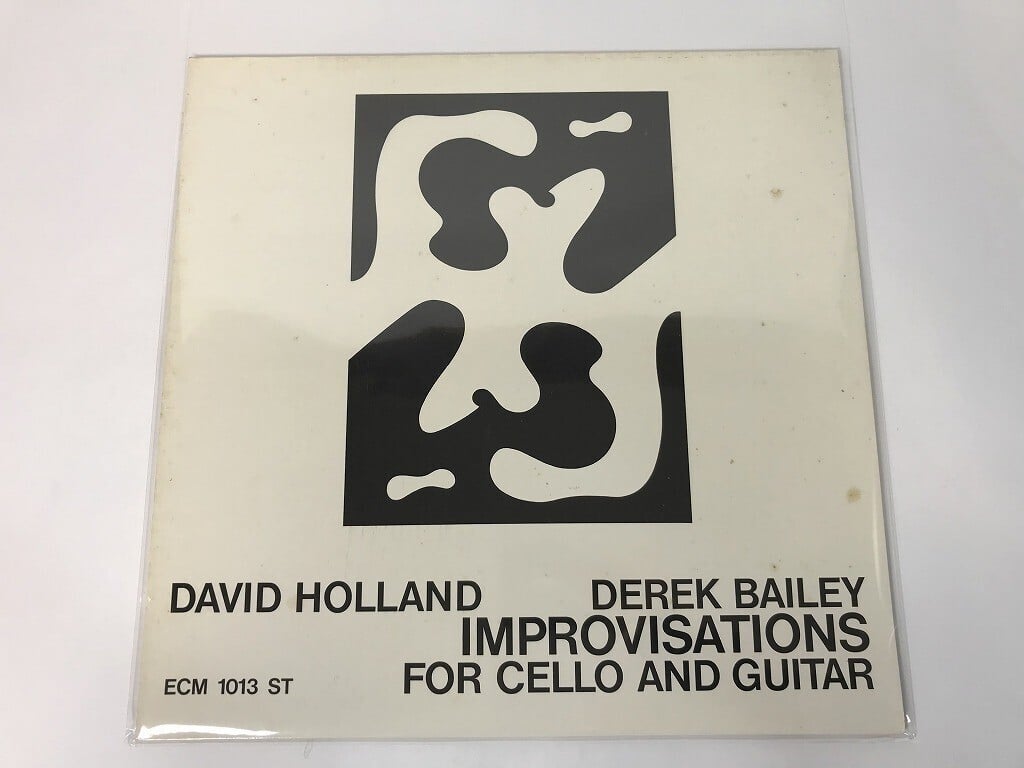 DAVID HOLLAND DEREK BAILEY
IMPROVISATIONS
ECM 1013 ST FOR CELLO AND GUITAR